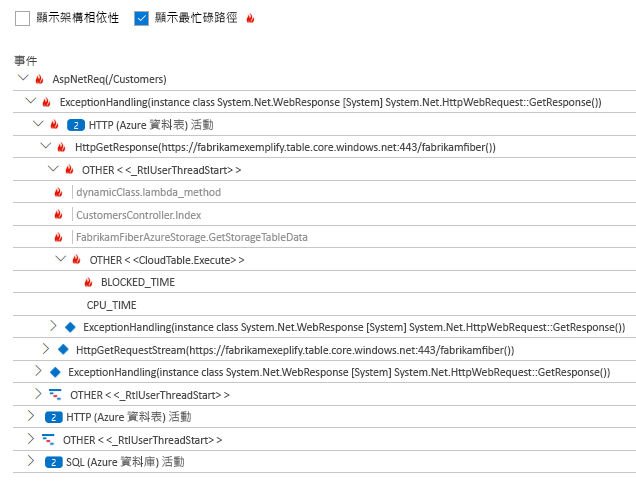 顯示架構相依性 顯示最忙碌路徑
事件
AspNetReq(/Customers)
ExceptionHandling(instance class System.Net.WebResponse [System] System.Net.HttpWebRequest::GetResponse())
2 HTTP (Azure 資料表) 活動
HttpGetResponse(https://fabrikamexemplify.table.core.windows.net:443/fabrikamfiber())
OTHER < <_RtlUserThreadStart> >
dynamicClass.lambda_method
CustomersController.Index
FabrikamFiberAzureStorage.GetStorageTableData
OTHER < <CloudTable.Execute> >
BLOCKED_TIME
CPU_TIME
ExceptionHandling(instance class System.Net.WebResponse [System] System.Net.HttpWebRequest::GetResponse())
HttpGetRequestStream(https://fabrikamexeplify.table.core.windows.net:443/fabrikamfiber())
ExceptionHandling(instance class System.Net.WebResponse [System] System.Net.HttpWebRequest::GetResponse())
OTHER < <_RtlUserThreadStart> >
2 HTTP (Azure 資料表) 活動
OTHER < <_RtlUserThreadStart> >
2 SQL (Azure 資料庫) 活動